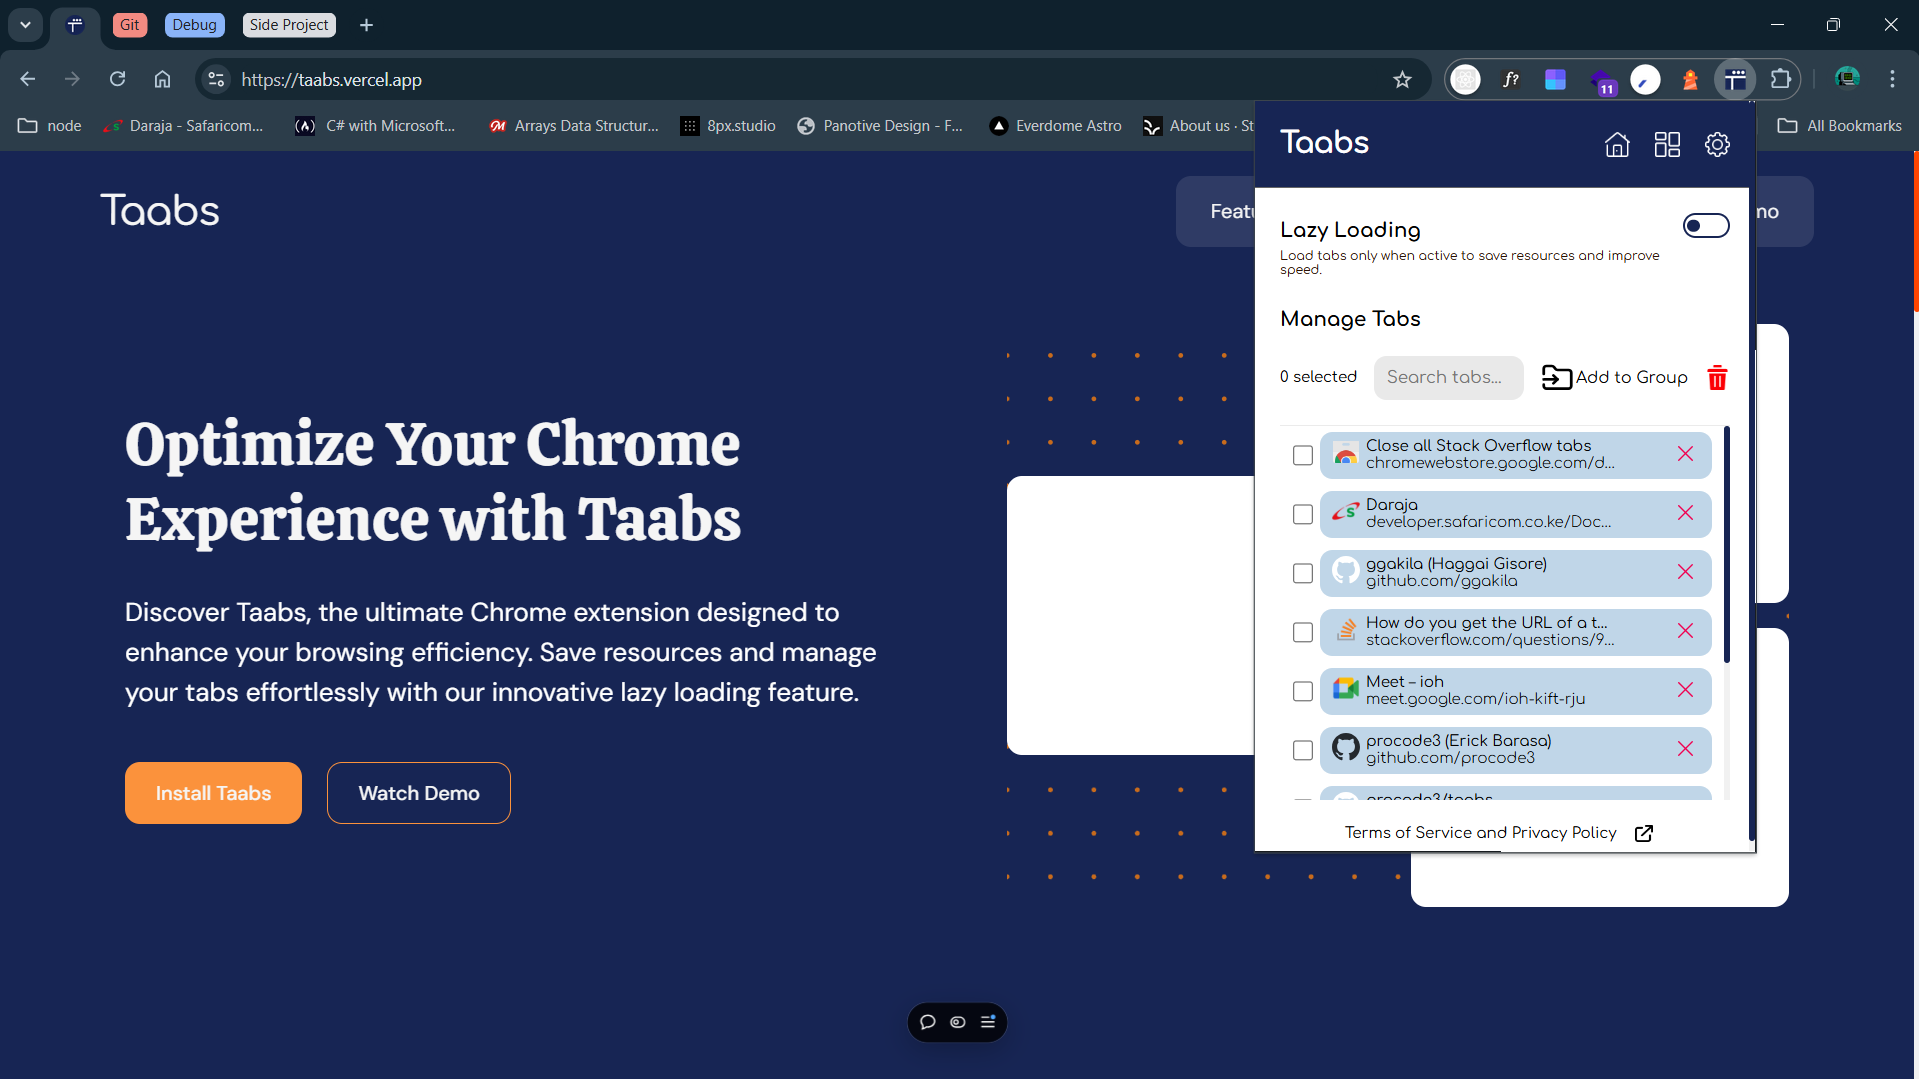 Git
Debug
Side Project
https://taabs.vercel.app
f?
11
node
Daraja - Safaricom...
C# with Microsoft...
Arrays Data Structur...
8px.studio
Panotive Design - F...
Everdome Astro
About us · St
All Bookmarks
Taabs
Featu
mo
Optimize Your Chrome
Experience with Taabs
Discover Taabs, the ultimate Chrome extension designed to
enhance your browsing efficiency. Save resources and manage
your tabs effortlessly with our innovative lazy loading feature.
Install Taabs
Watch Demo
Taabs
Lazy Loading
Load tabs only when active to save resources and improve
speed.
Manage Tabs
0 selected
Search tabs...
Add to Group
Close all Stack Overflow tabs
chromewebstore.google.com/d...
Daraja
developer.safaricom.co.ke/Doc...
ggakila (Haggai Gisore)
github.com/ggakila
How do you get the URL of a t...
stackoverflow.com/questions/9...
Meet – ioh
meet.google.com/ioh-kift-rju
procode3 (Erick Barasa)
github.com/procode3
procode3/taabs
Terms of Service and Privacy Policy